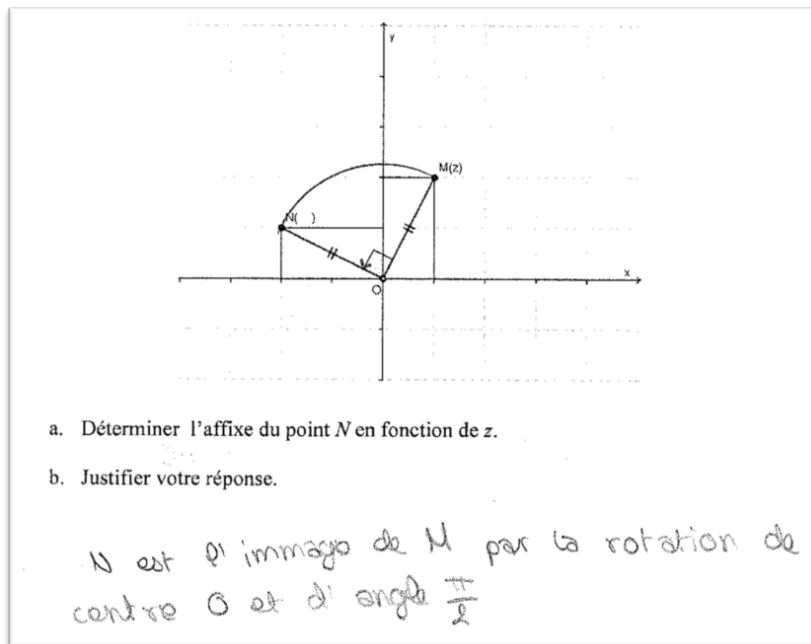 y
M(z)
N( )
x
O
a. Déterminer l'affixe du point N en fonction de z.
b. Justifier votre réponse.
N est l'immage de M par la rotation de
centre O et d'angle π/2